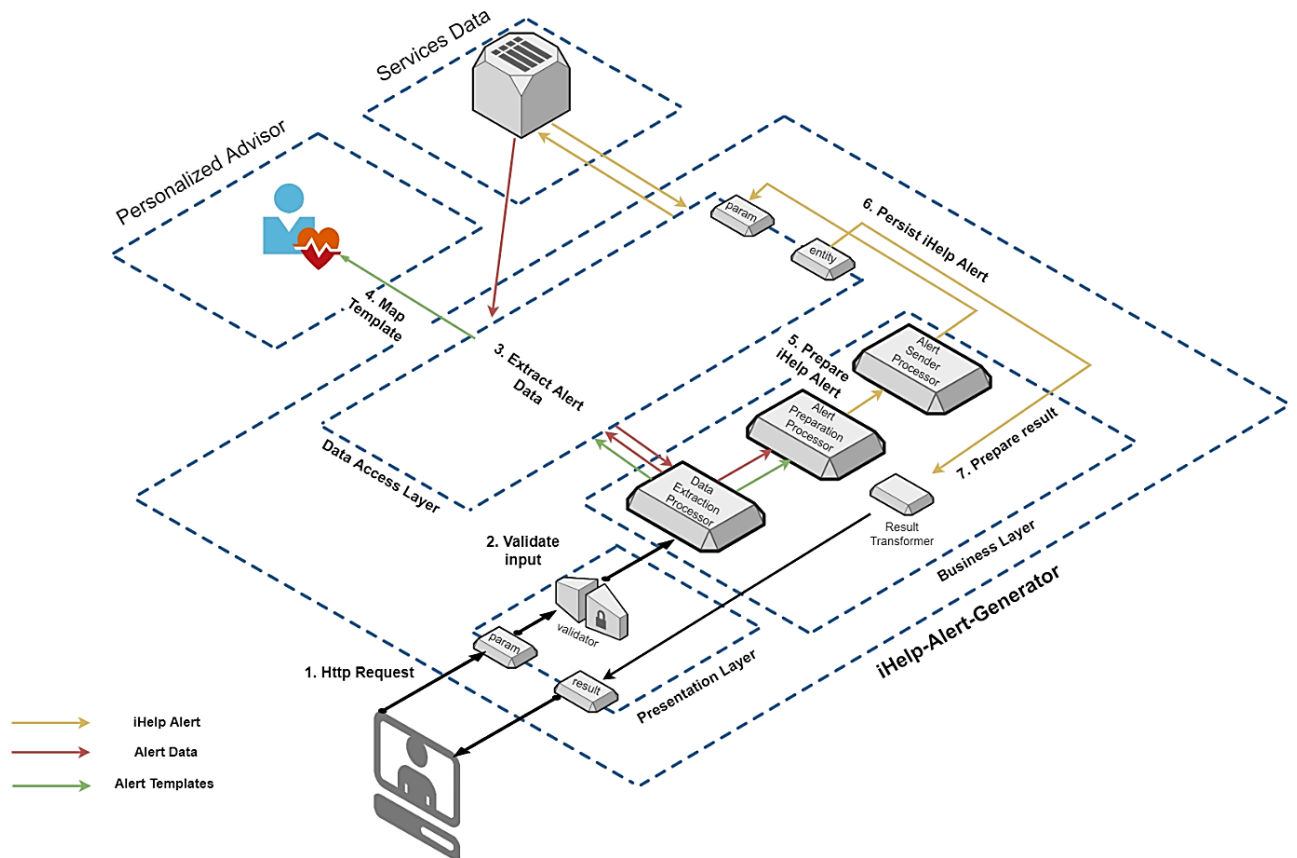 Services Data
Personalized Advisor
param
entity
6. Persist iHelp Alert
4. Map
Template
3. Extract Alert
Data
5. Prepare
iHelp Alert
Alert
Sender
Processor
Alert
Preparation
Processor
7. Prepare result
Data Access Layer
Data
Extraction
Processor
Result
Transformer
2. Validate
input
Business Layer
iHelp-Alert-Generator
validator
param
1. Http Request
result
Presentation Layer
iHelp Alert
Alert Data
Alert Templates